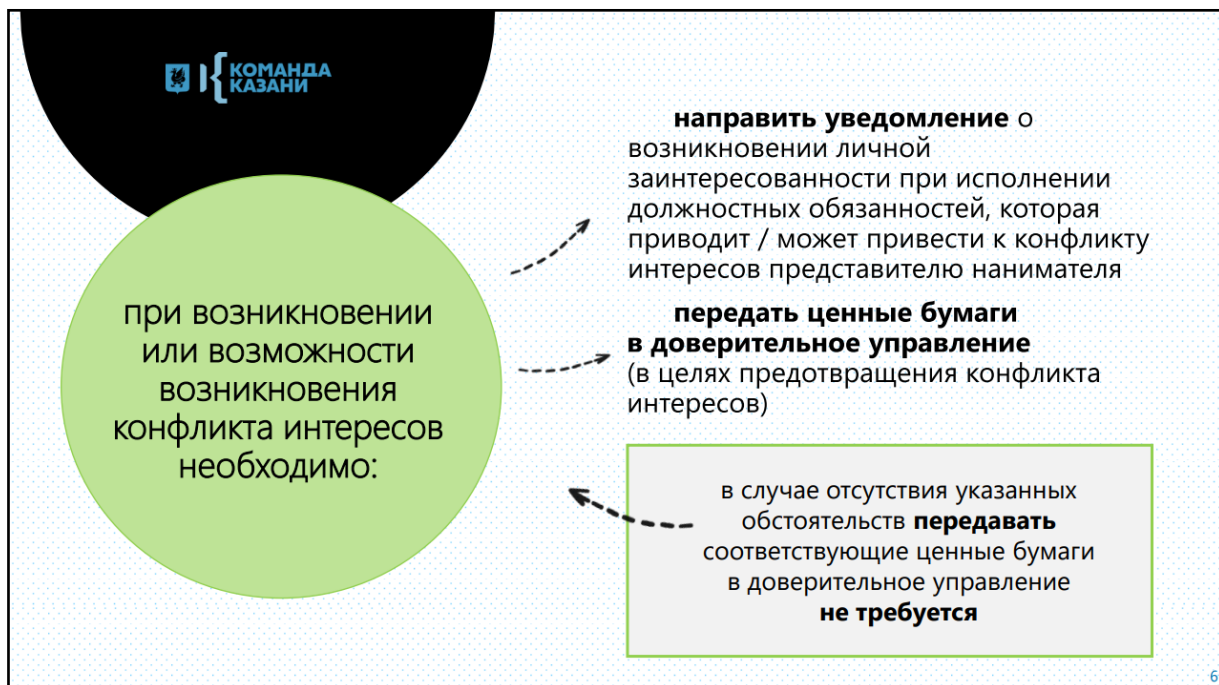 КОМАНДА
КАЗАНИ
при возникновении
или возможности
возникновения
конфликта интересов
необходимо:
направить уведомление о
возникновении личной
заинтересованности при исполнении
должностных обязанностей, которая
приводит / может привести к конфликту
интересов представителю нанимателя
передать ценные бумаги
в доверительное управление
(в целях предотвращения конфликта
интересов)
в случае отсутствия указанных
обстоятельств передавать
соответствующие ценные бумаги
в доверительное управление
не требуется
6